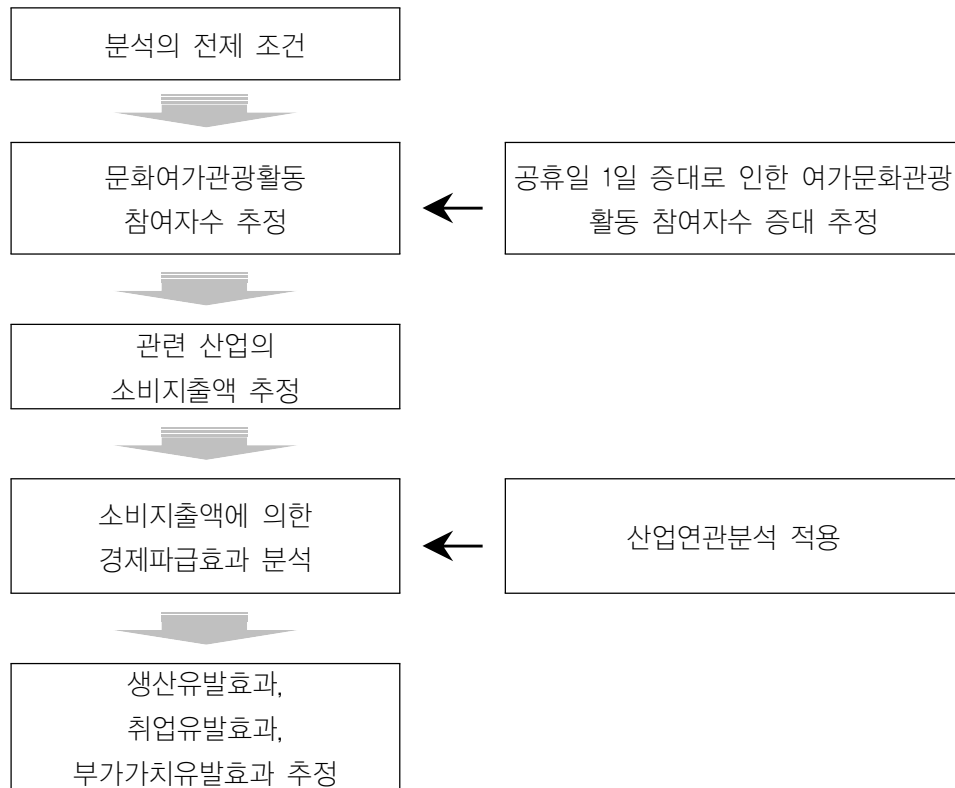 분석의 전제 조건
문화여가관광활동
참여자수 추정
공휴일 1일 증대로 인한 여가문화관광
활동 참여자수 증대 추정
관련 산업의
소비지출액 추정
소비지출액에 의한
경제파급효과 분석
산업연관분석 적용
생산유발효과,
취업유발효과,
부가가치유발효과 추정